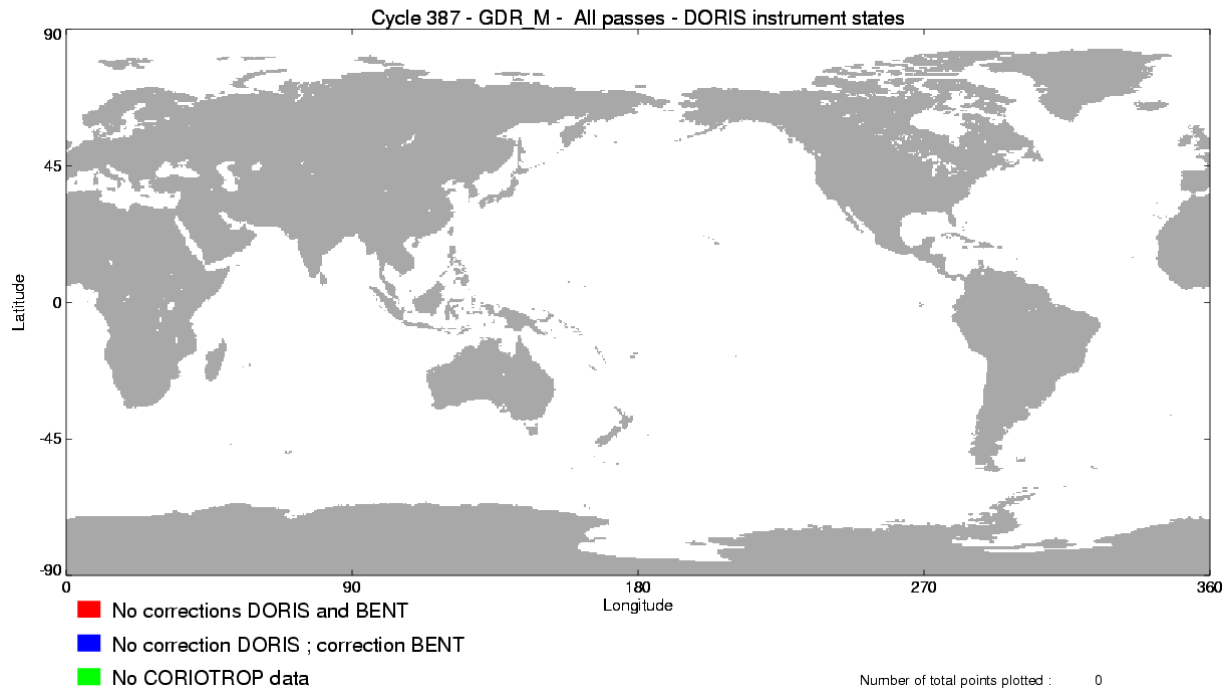 Cycle 387 - GDR_M - All passes - DORIS instrument states
90
45
0
-45
-90
Latitude
0 90 180 270 360
Longitude
No corrections DORIS and BENT
No correction DORIS ; correction BENT
No CORIOTROP data
Number of total points plotted : 0